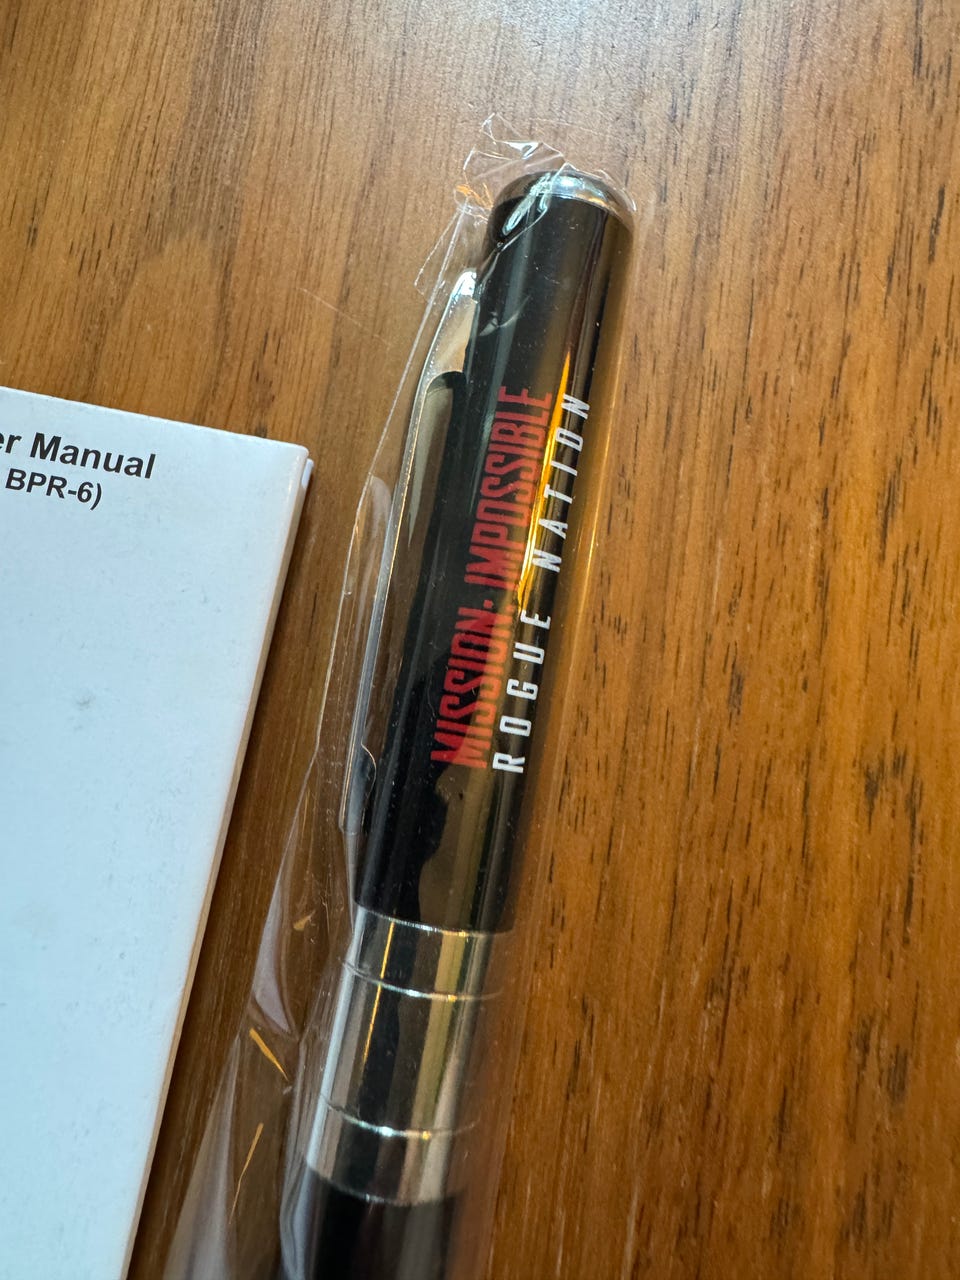 er Manual
BPR-6)
MISSION: IMPOSSIBLE
ROGUE NATION